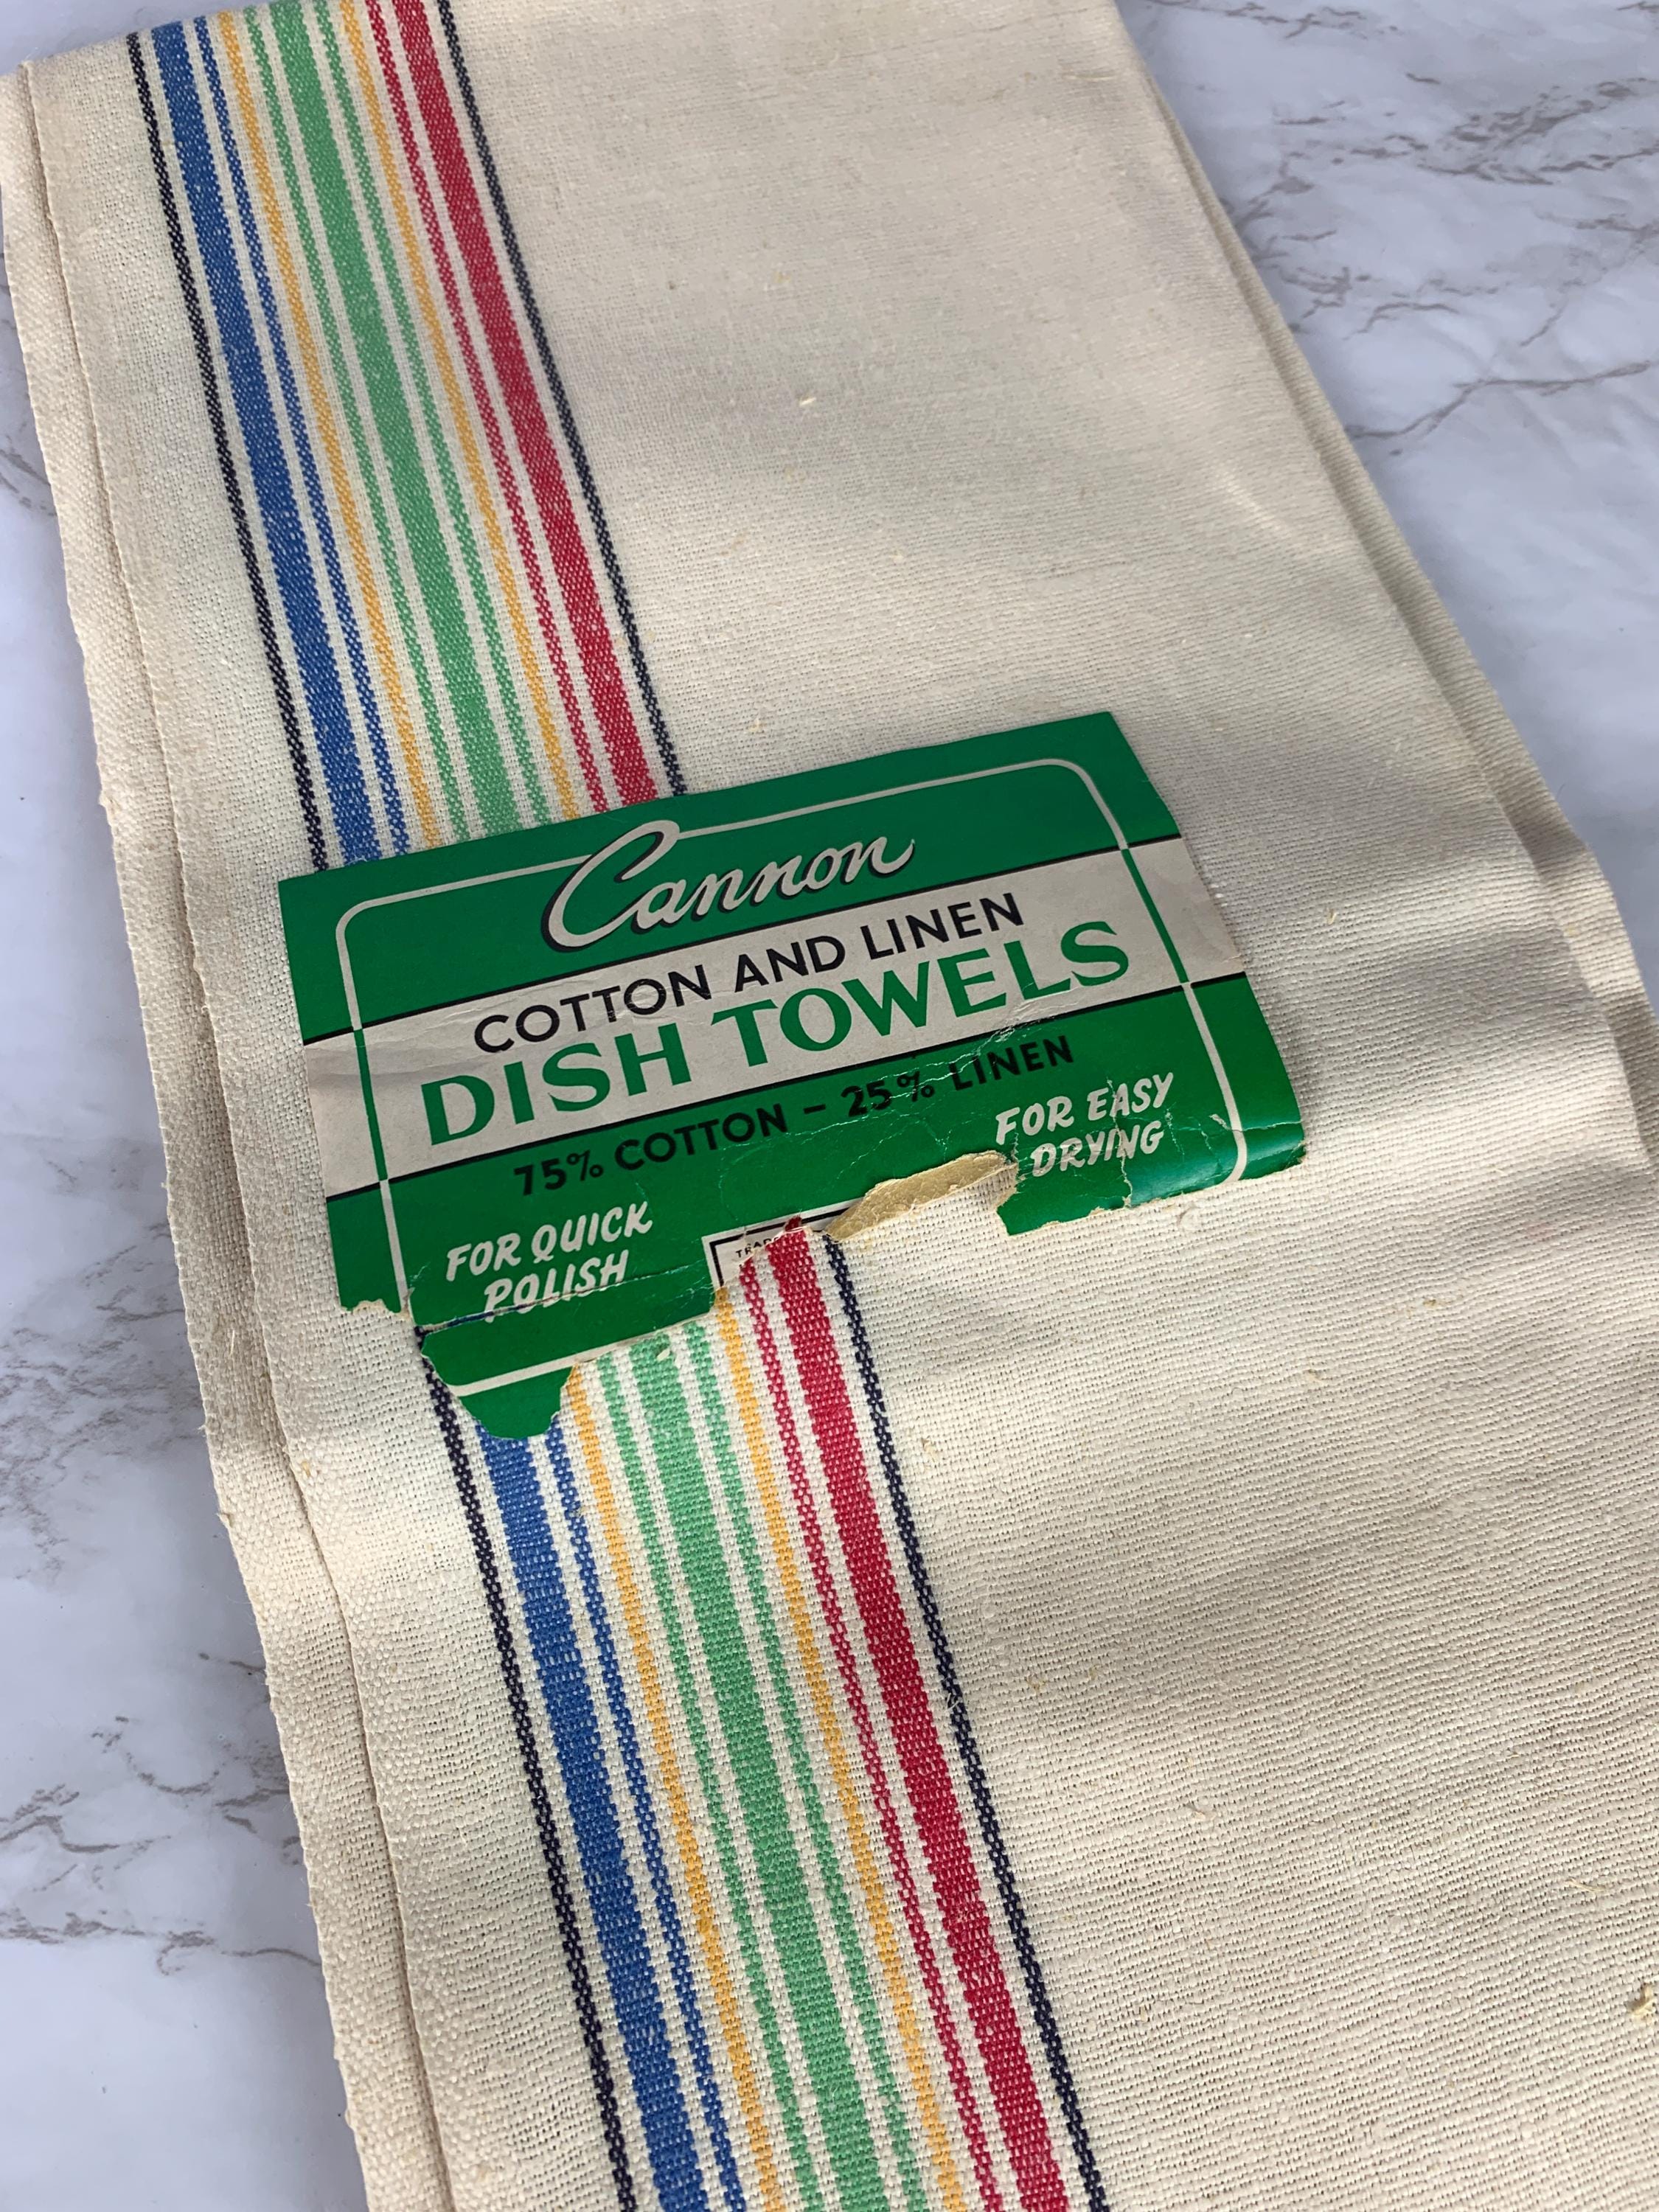 Cannon
COTTON AND LINEN
DISH TOWELS
75% COTTON – 25% LINEN
FOR EASY
DRYING
FOR QUICK
POLISH